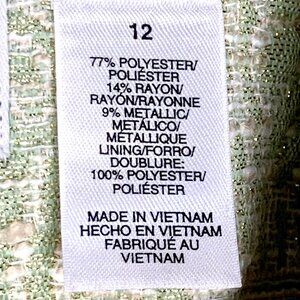 12
77% POLYESTER/
POLIÉSTER
14% RAYON/
RAYÓN/RAYONNE
9% METALLIC/
METÁLICO/
MÉTALLIQUE
LINING/FORRO/
DOUBLURE:
100% POLYESTER/
POLIÉSTER
MADE IN VIETNAM
HECHO EN VIETNAM
FABRIQUÉ AU
VIETNAM